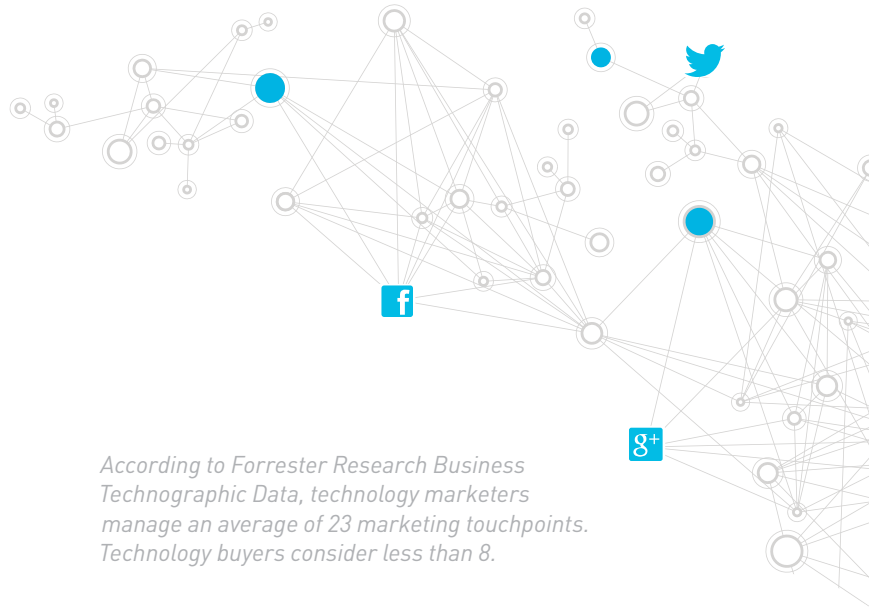 f
g+
According to Forrester Research Business
Technographic Data, technology marketers
manage an average of 23 marketing touchpoints.
Technology buyers consider less than 8.